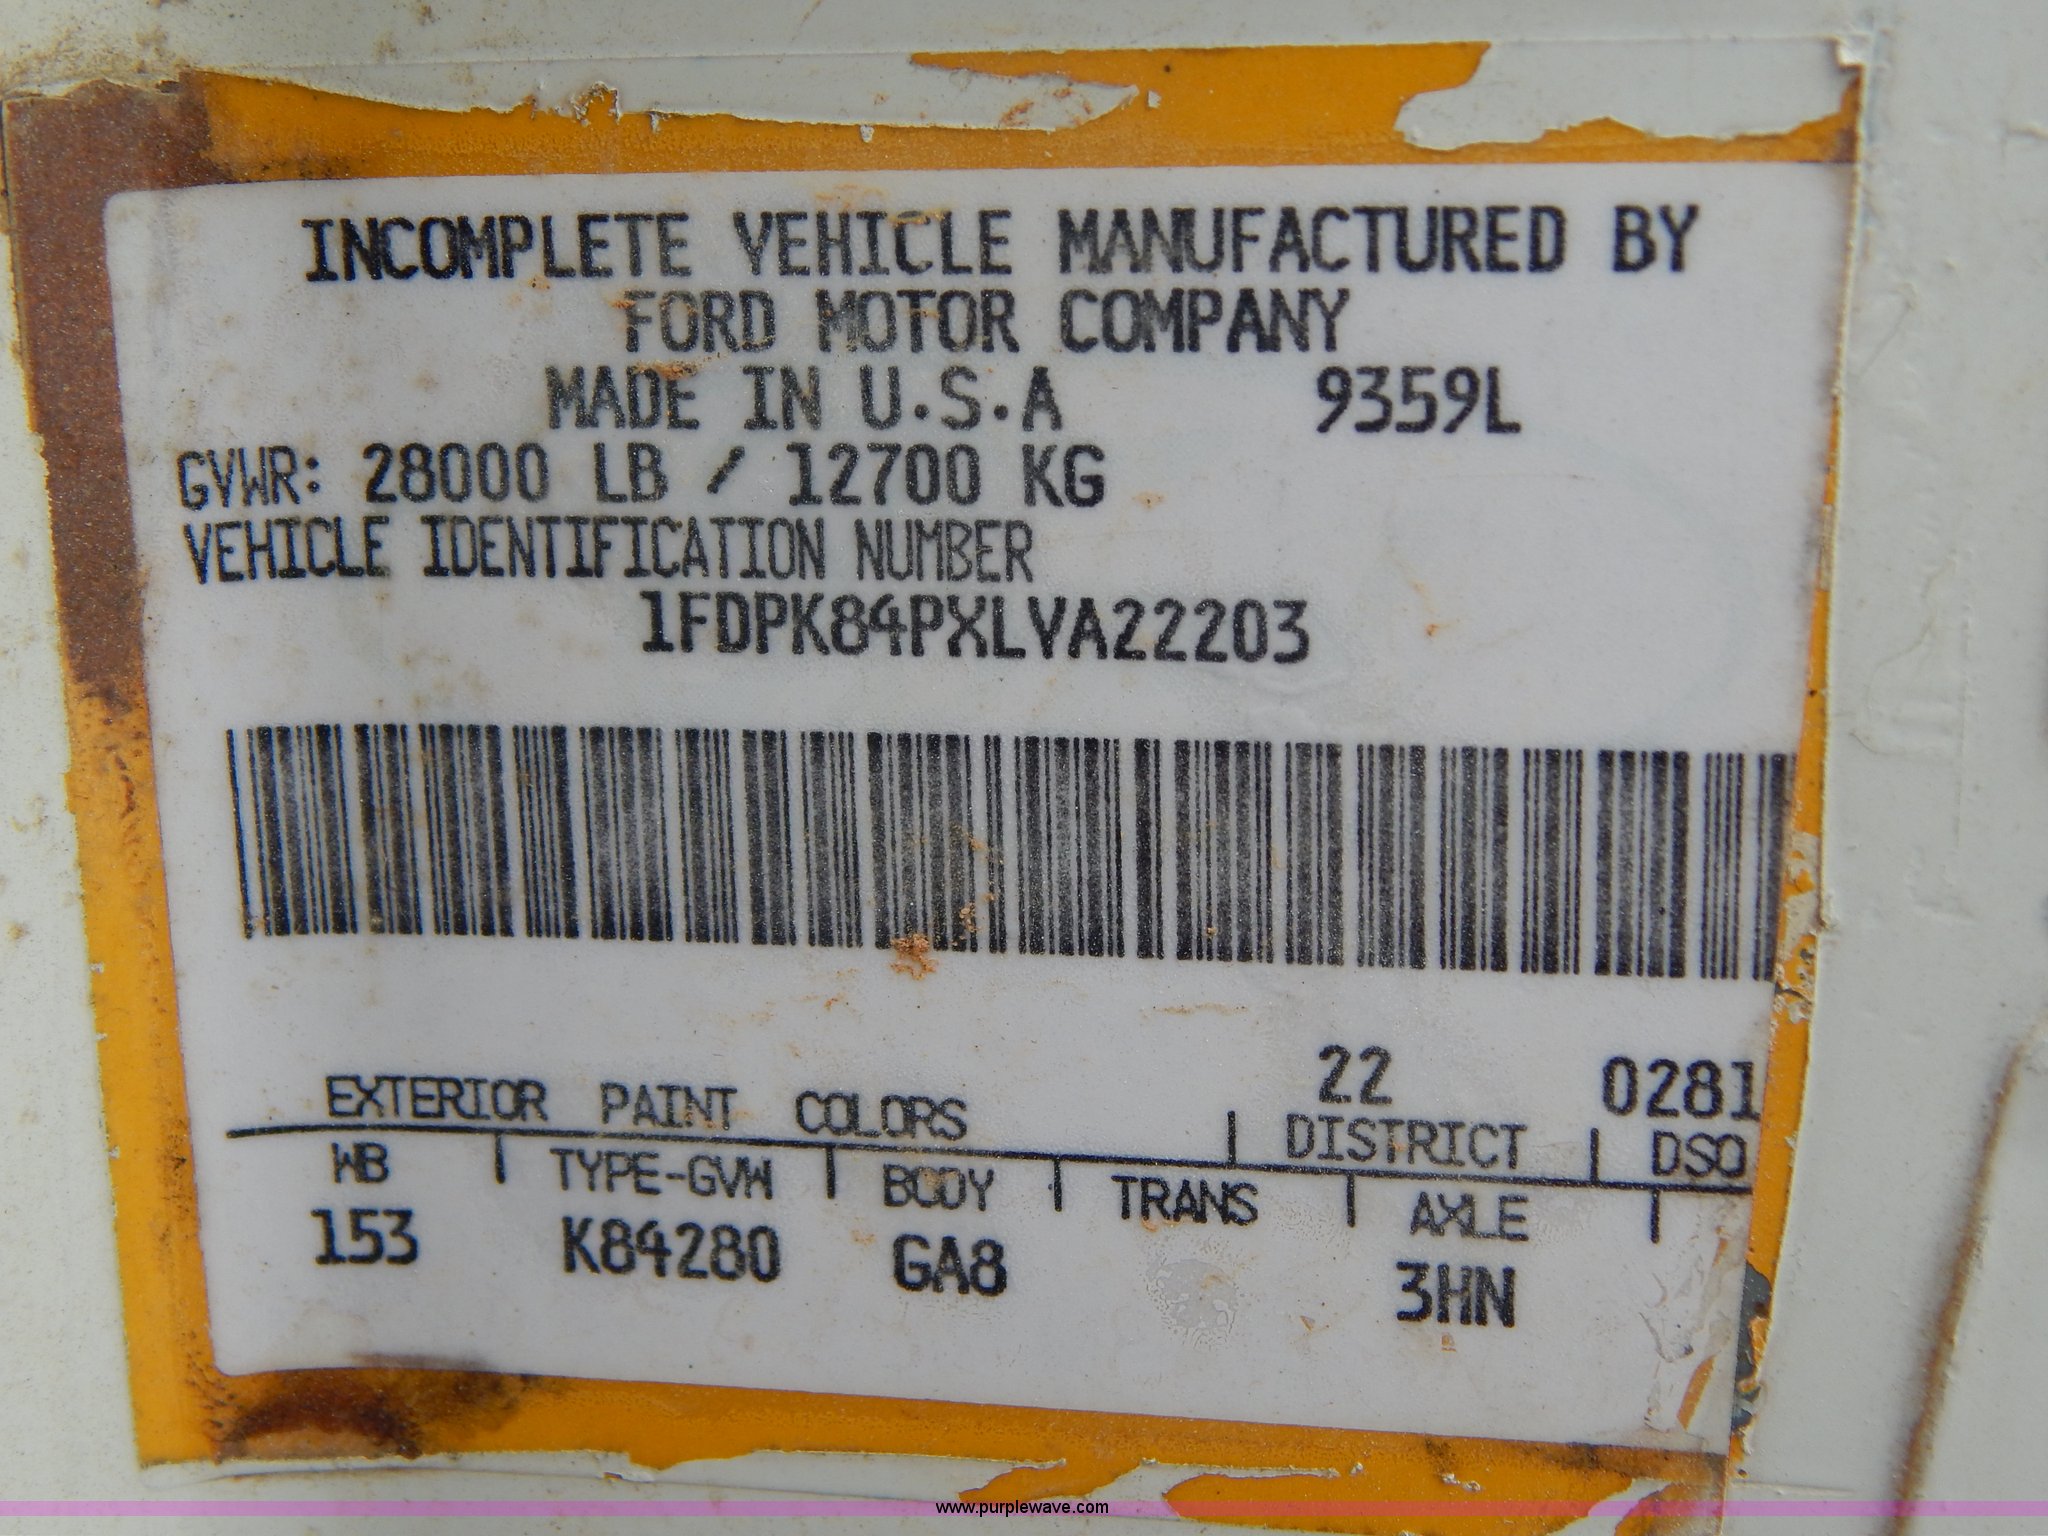 INCOMPLETE VEHICLE MANUFACTURED BY
FORD MOTOR COMPANY
MADE IN U.S.A 9359L
GVWR: 28000 LB / 12700 KG
VEHICLE IDENTIFICATION NUMBER
1FDPK84PXLVA22203
22 0281
EXTERIOR PAINT COLORS DISTRICT DSO
WB TYPE-GVW BODY TRANS AXLE
153 K84280 GA8 3HN
www.purplewave.com